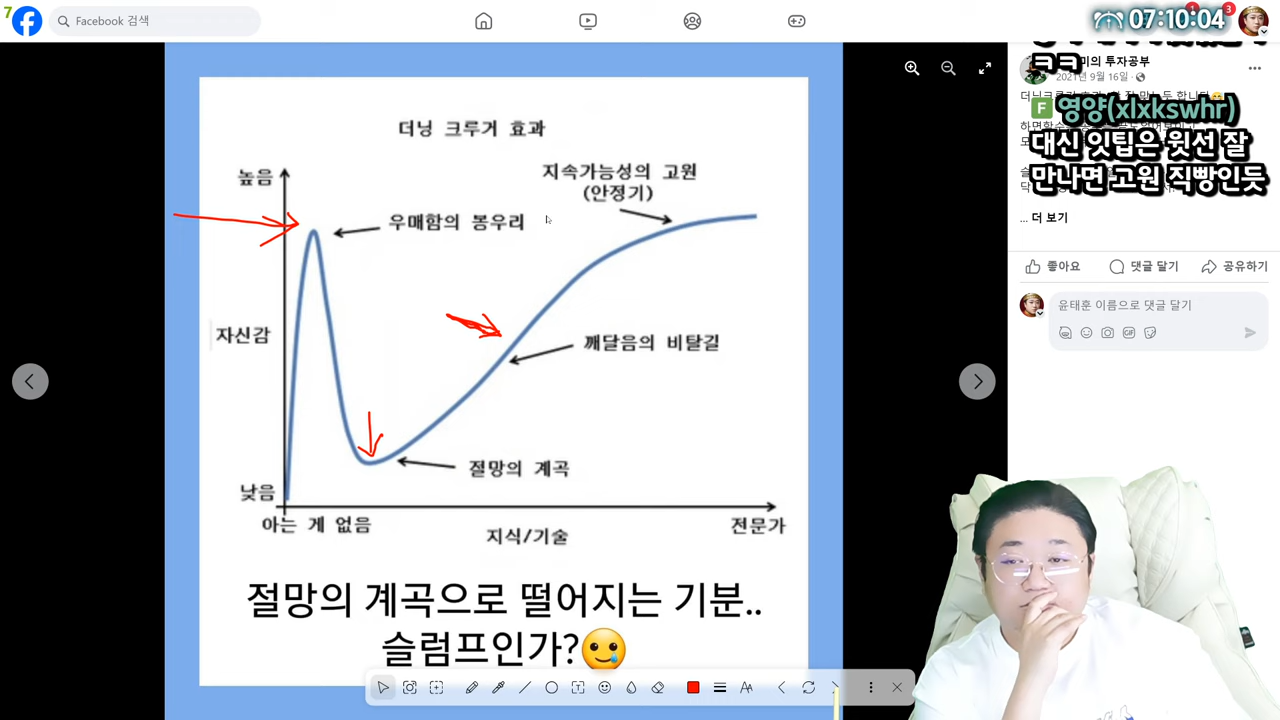 7
Facebook 검색
07:10:04
1
3
ㅋㅋ
미의 투자공부
2021년 9월 16일
F 영양(xlxkswhr)
대신 잇팁은 윗선 잘
만나면 고원 직빵인듯
... 더 보기
좋아요
댓글 달기
공유하기
윤태훈 이름으로 댓글 달기
더닝 크루거 효과
높음
지속가능성의 고원
(안정기)
우매함의 봉우리
자신감
깨달음의 비탈길
절망의 계곡
낮음
아는 게 없음
지식/기술
전문가
절망의 계곡으로 떨어지는 기분..
슬럼프인가?🥲